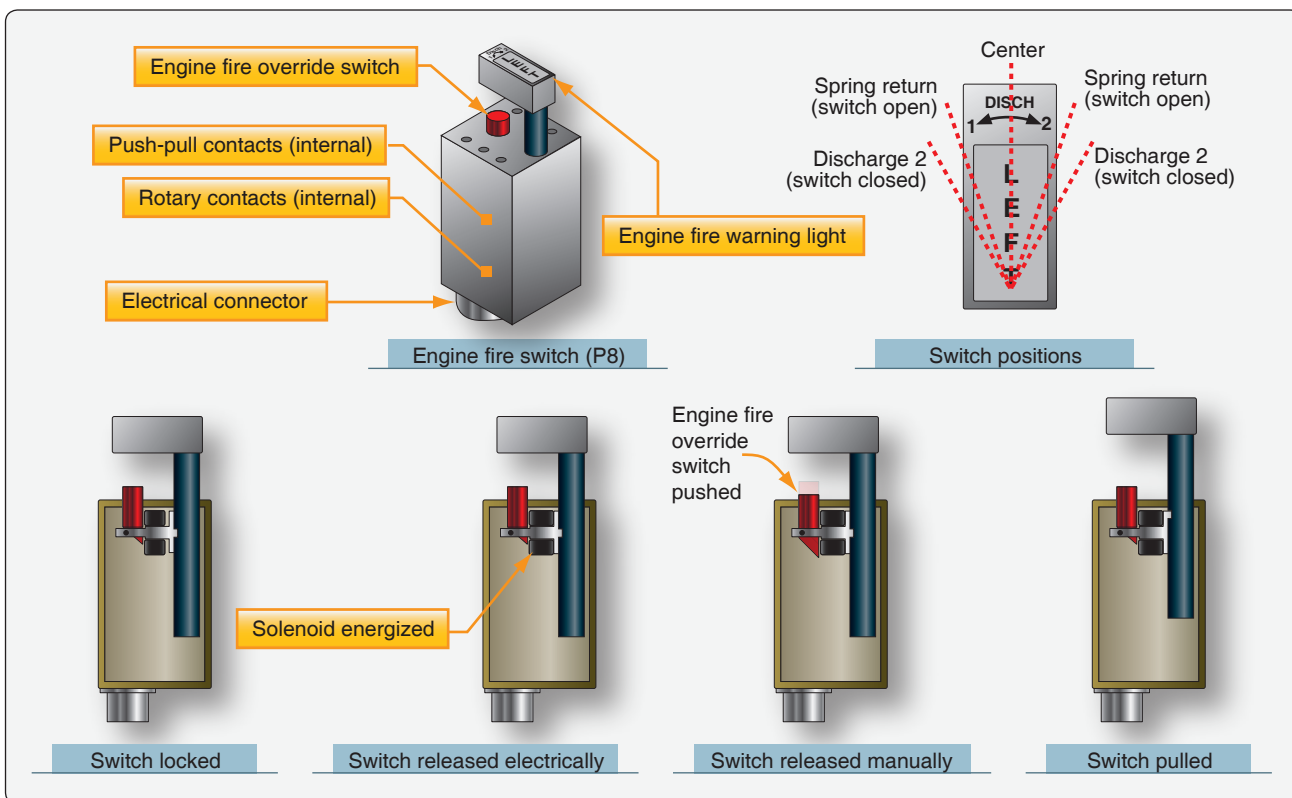 Engine fire override switch
Push-pull contacts (internal)
Rotary contacts (internal)
Electrical connector
LEFT
Engine fire warning light
Engine fire switch (P8)
Center
Spring return
(switch open)
Spring return
(switch open)
DISCH
1
2
Discharge 2
(switch closed)
Discharge 2
(switch closed)
L
E
F
T
Switch positions
Engine fire
override
switch
pushed
Solenoid energized
Switch locked
Switch released electrically
Switch released manually
Switch pulled